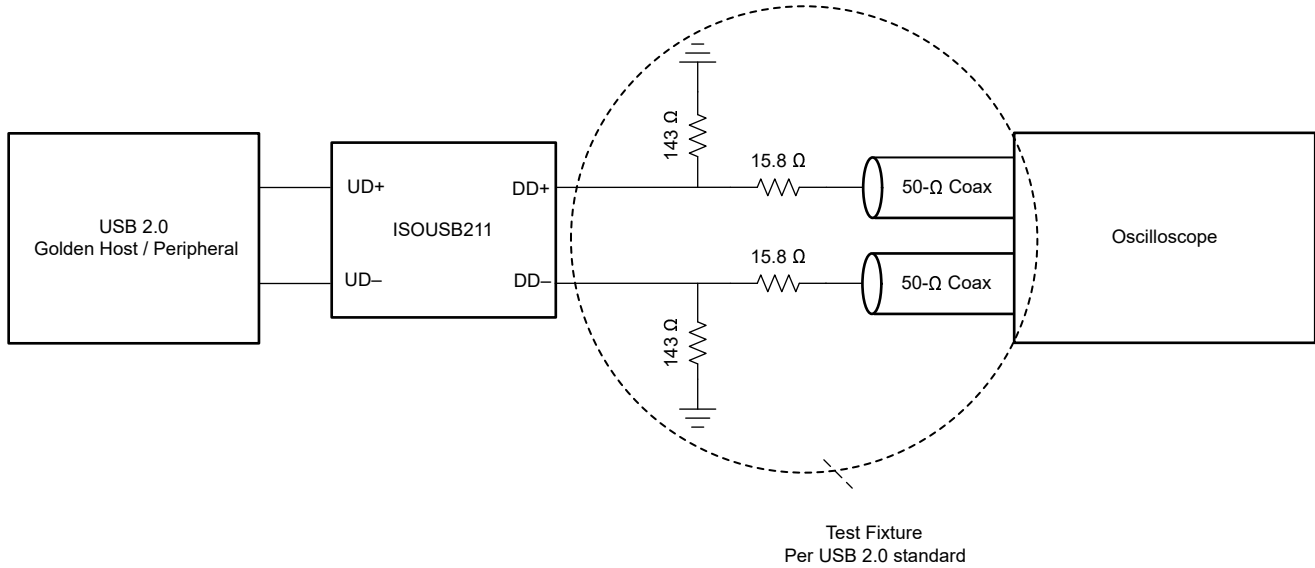 USB 2.0
Golden Host / Peripheral
UD+
UD–
ISOUSB211
DD+
DD–
143 Ω
15.8 Ω
50-Ω Coax
15.8 Ω
50-Ω Coax
143 Ω
Oscilloscope
Test Fixture
Per USB 2.0 standard